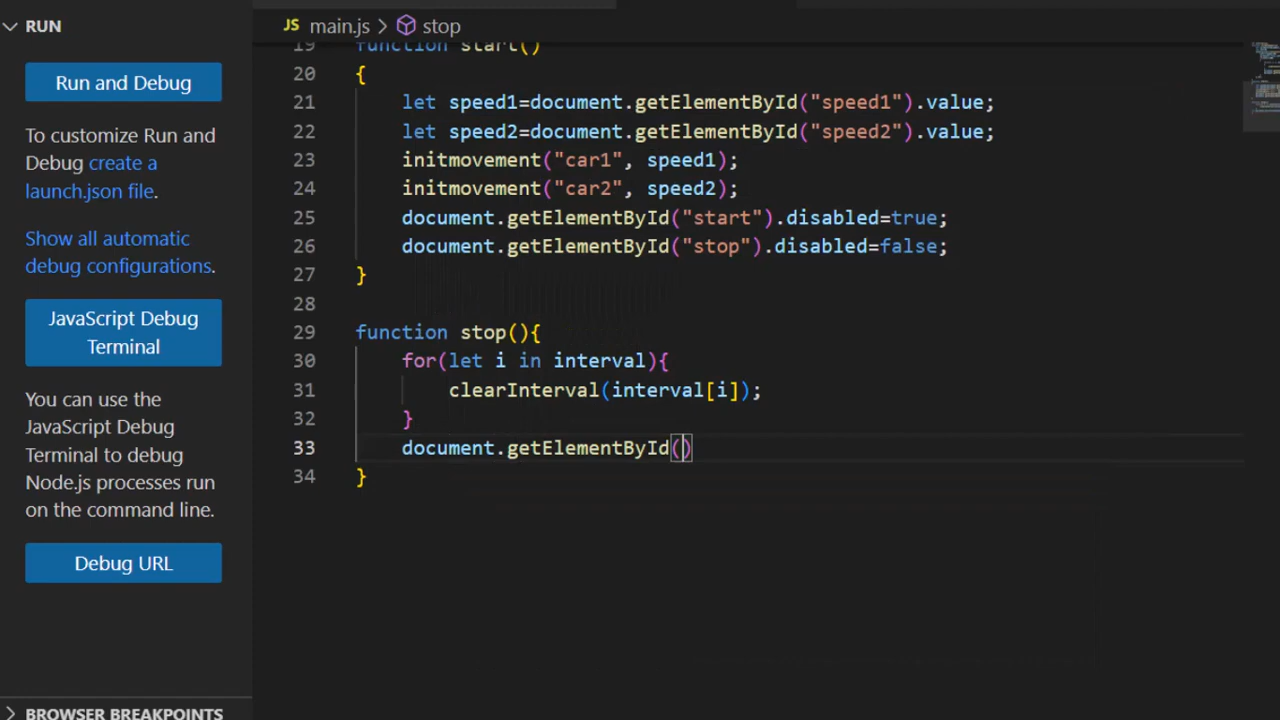 RUN
Run and Debug
To customize Run and
Debug create a
launch.json file.
Show all automatic
debug configurations.
JavaScript Debug
Terminal
You can use the
JavaScript Debug
Terminal to debug
Node.js processes run
on the command line.
Debug URL
BROWSER BREAKPOINTS
JS main.js > stop
19 function start()
20 {
21 let speed1=document.getElementById("speed1").value;
22 let speed2=document.getElementById("speed2").value;
23 initmovement("car1", speed1);
24 initmovement("car2", speed2);
25 document.getElementById("start").disabled=true;
26 document.getElementById("stop").disabled=false;
27 }
28
29 function stop(){
30 for(let i in interval){
31 clearInterval(interval[i]);
32 }
33 document.getElementById()
34 }